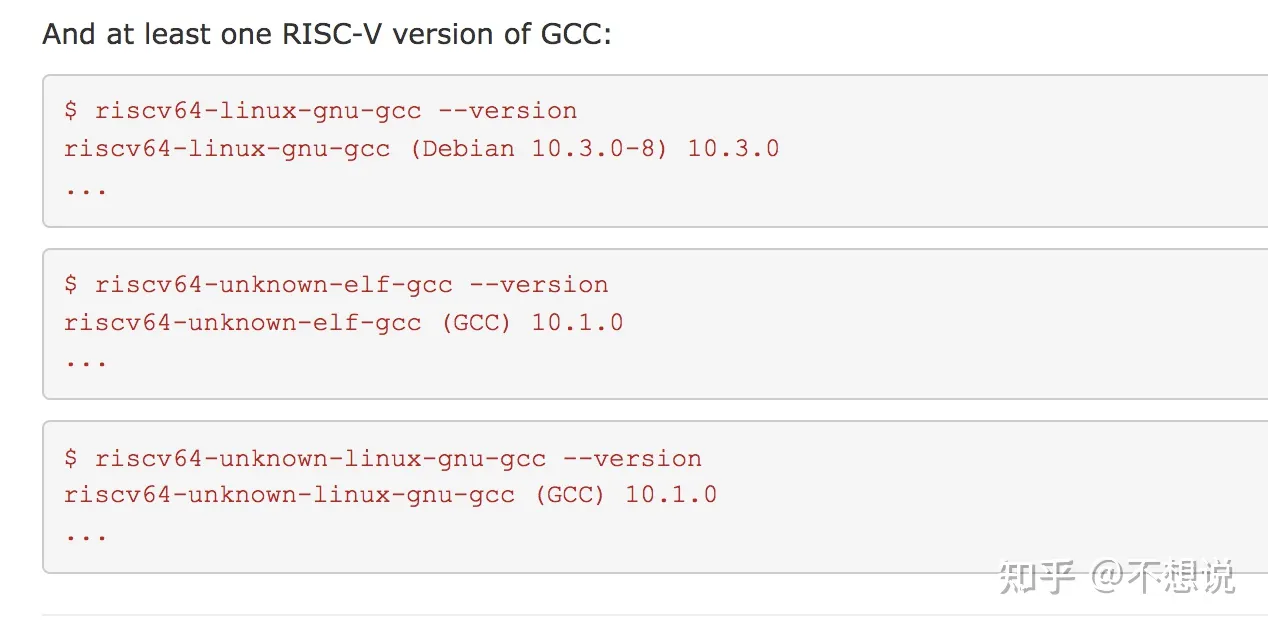 And at least one RISC-V version of GCC:
$ riscv64-linux-gnu-gcc --version
riscv64-linux-gnu-gcc (Debian 10.3.0-8) 10.3.0
...
$ riscv64-unknown-elf-gcc --version
riscv64-unknown-elf-gcc (GCC) 10.1.0
...
$ riscv64-unknown-linux-gnu-gcc --version
riscv64-unknown-linux-gnu-gcc (GCC) 10.1.0
...
知乎 @不想说